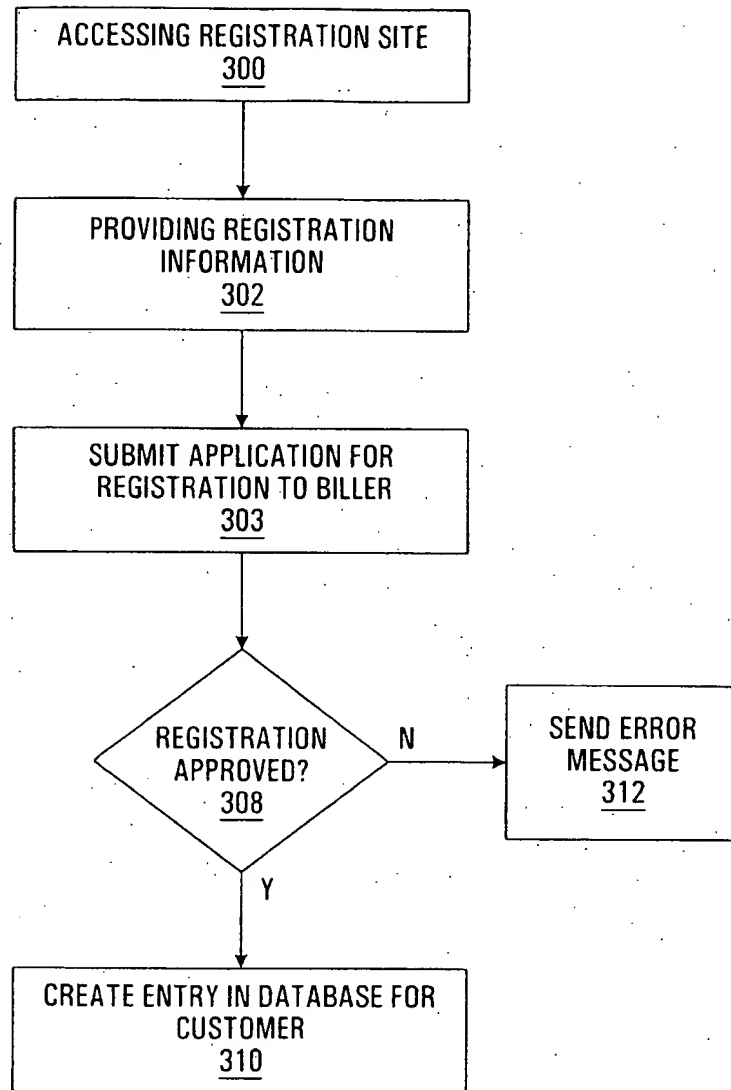 ACCESSING REGISTRATION SITE
300
PROVIDING REGISTRATION
INFORMATION
302
SUBMIT APPLICATION FOR
REGISTRATION TO BILLER
303
REGISTRATION
APPROVED?
308
N
SEND ERROR
MESSAGE
312
Y
CREATE ENTRY IN DATABASE FOR
CUSTOMER
310